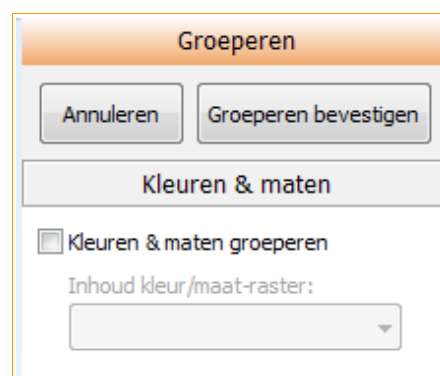 Groeperen
Annuleren Groeperen bevestigen
Kleuren & maten
Kleuren & maten groeperen
Inhoud kleur/maat-raster: